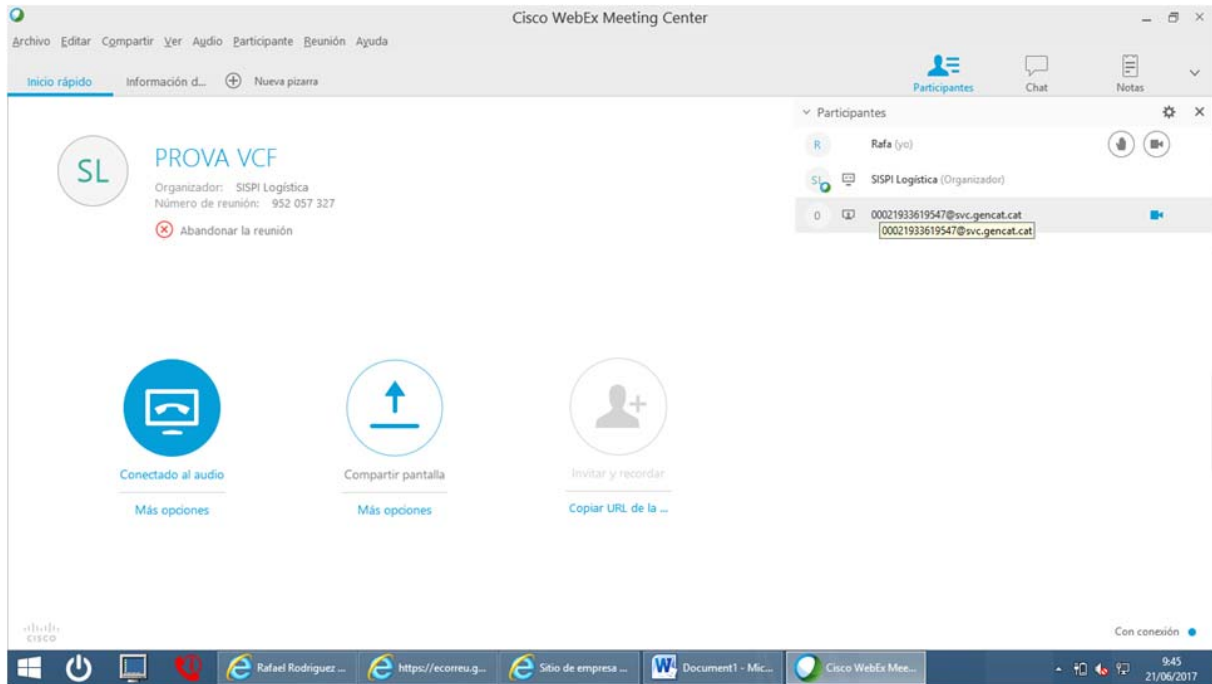 Cisco WebEx Meeting Center
Archivo Editar Compartir Ver Audio Participante Reunión Ayuda
Inicio rápido
Información d...
Nueva pizarra
Participantes
Chat
Notas
Participantes
SL
PROVA VCF
Organizador: SISPI Logística
Número de reunión: 952 057 327
Abandonar la reunión
R Rafa (yo)
SL SISPI Logística (Organizador)
0 00021933619547@svc.gencat.cat
00021933619547@svc.gencat.cat
Conectado al audio
Más opciones
Compartir pantalla
Más opciones
Invitar y recordar
Copiar URL de la ...
cisco
Con conexión
Rafael Rodriguez ...
https://ecorreu.g...
Sitio de empresa ...
Document1 - Mic...
Cisco WebEx Mee...
9:45
21/06/2017